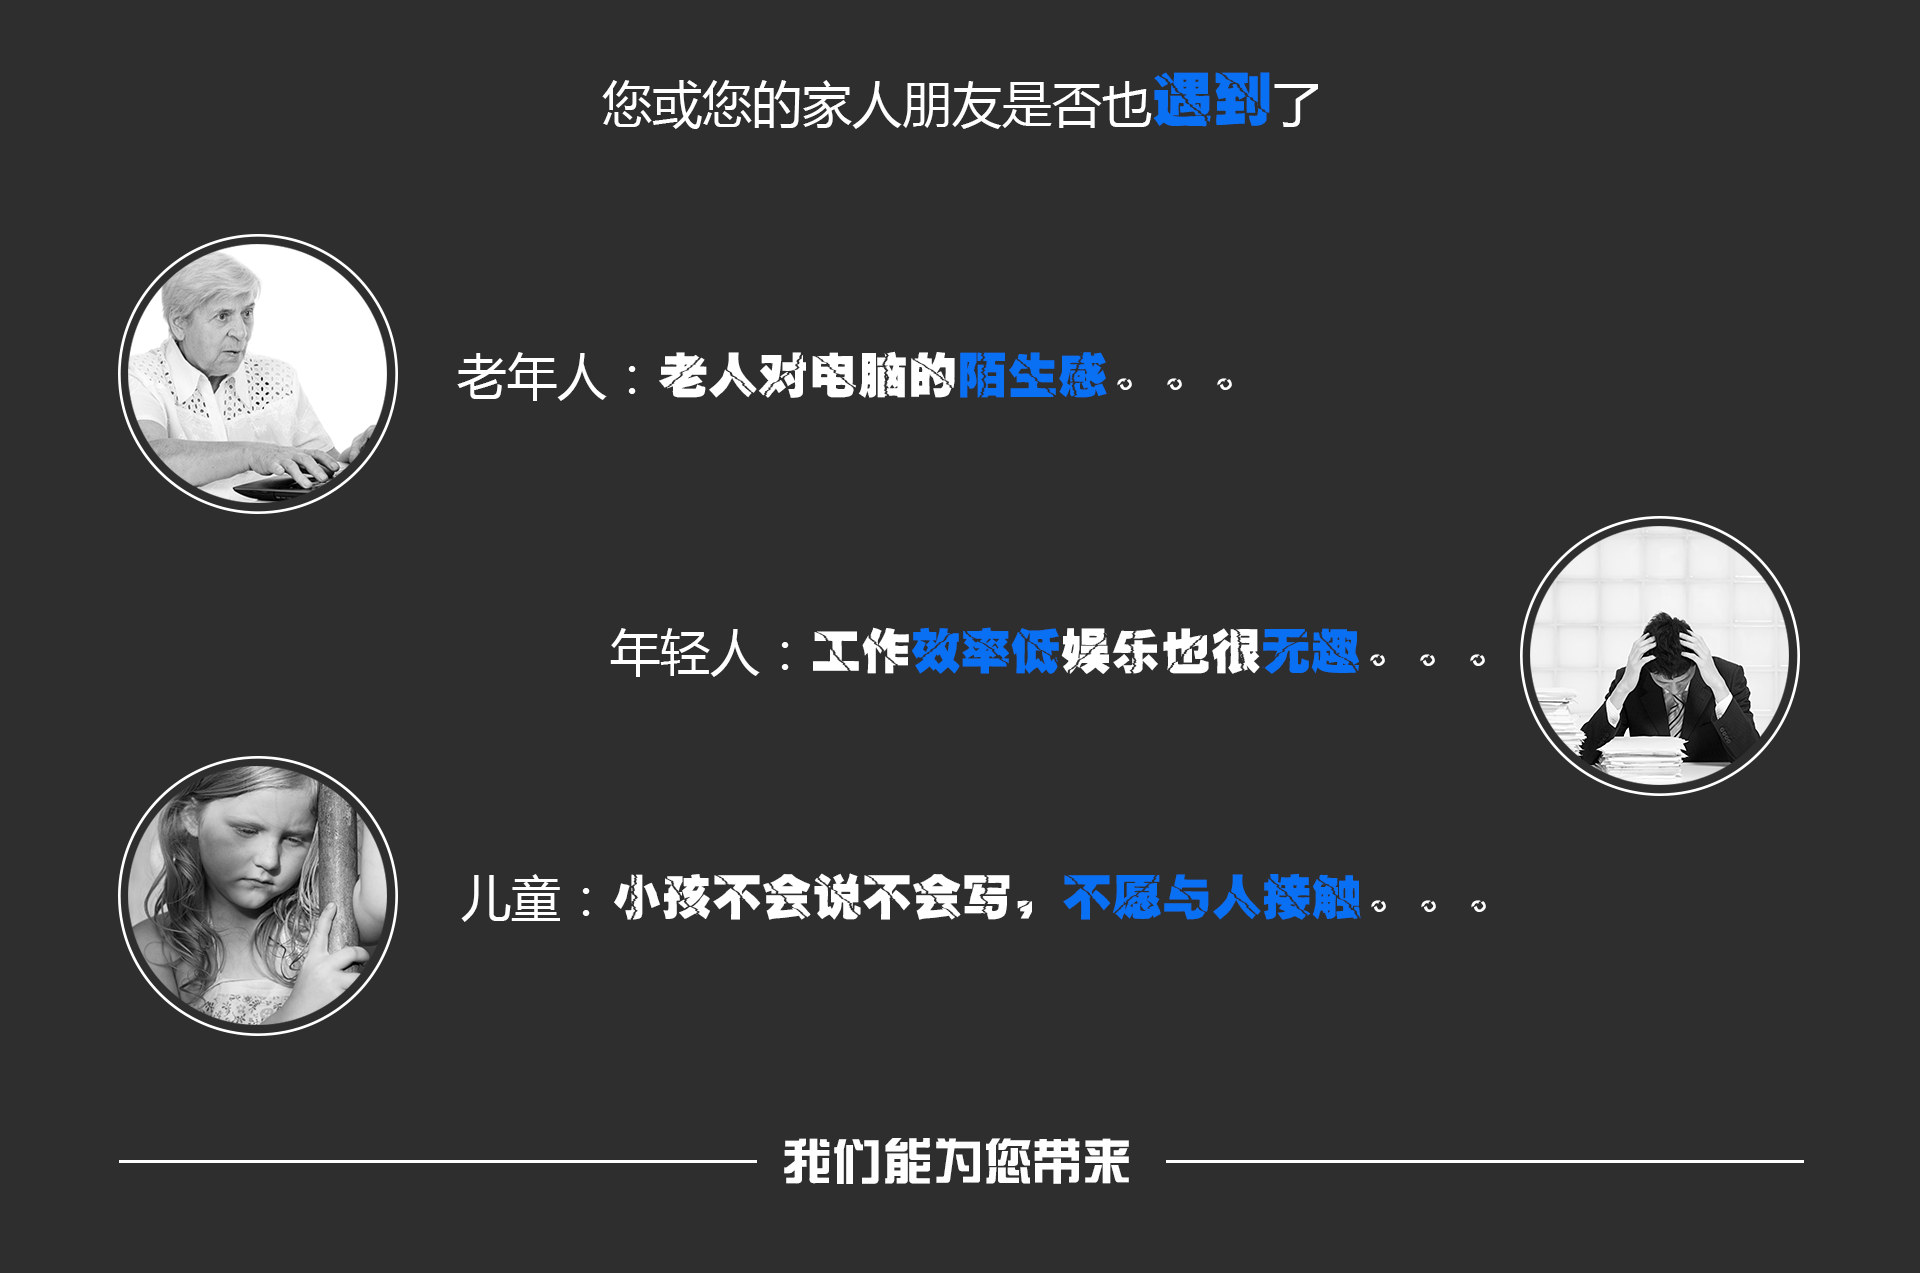 您或您的家人朋友是否也遇到了
老年人：老人对电脑的陌生感。。。
年轻人：工作效率低娱乐也很无趣。。。
儿童：小孩不会说不会写，不愿与人接触。。。
我们能为您带来